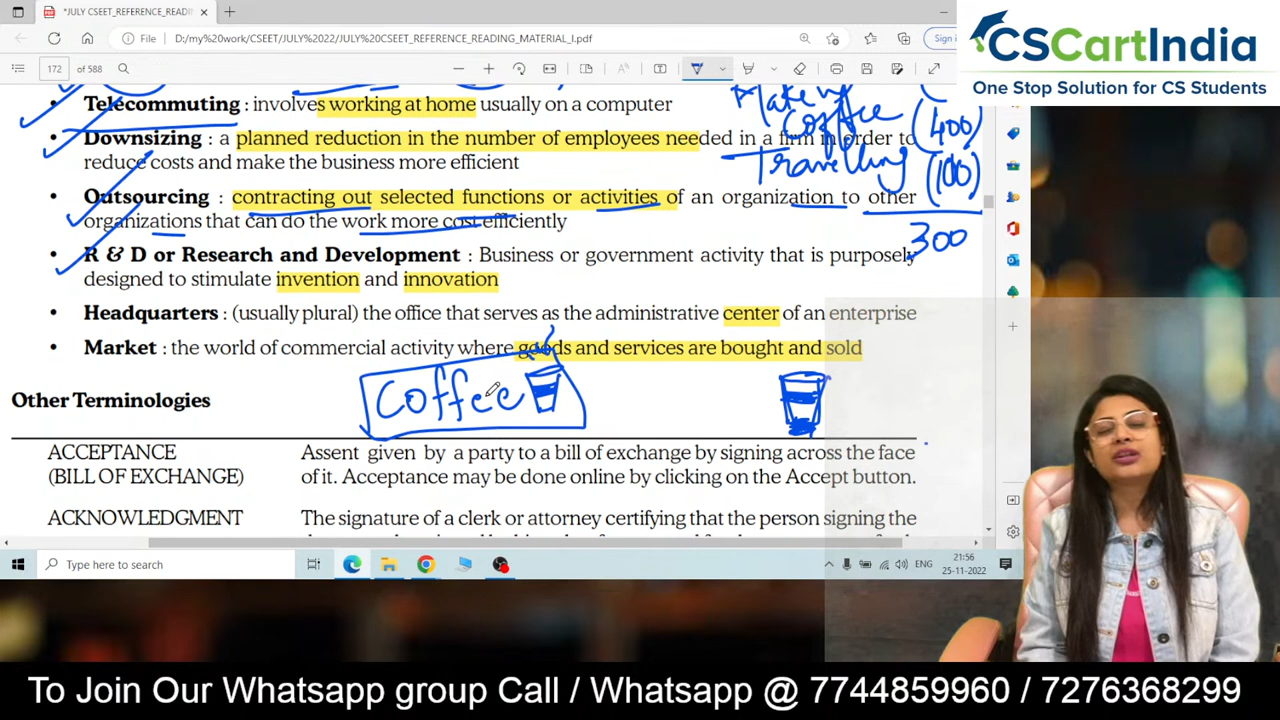 *JULY CSEET_REFERENCE_READI
CSCartIndia
One Stop Solution for CS Students
File
D:/my%20work/CSEET/JULY%202022/JULY%20CSEET_REFERENCE_READING_MATERIAL_I.pdf
Sign i
172 of 588
Making
Coffee (400)
Travelling (100)
300
• Telecommuting : involves working at home usually on a computer
• Downsizing : a planned reduction in the number of employees needed in a firm in order to
reduce costs and make the business more efficient
• Outsourcing : contracting out selected functions or activities of an organization to other
organizations that can do the work more cost efficiently
• R & D or Research and Development : Business or government activity that is purposely
designed to stimulate invention and innovation
• Headquarters : (usually plural) the office that serves as the administrative center of an enterprise
• Market : the world of commercial activity where goods and services are bought and sold
Coffee
Other Terminologies
ACCEPTANCE Assent given by a party to a bill of exchange by signing across the face
(BILL OF EXCHANGE) of it. Acceptance may be done online by clicking on the Accept button.
ACKNOWLEDGMENT The signature of a clerk or attorney certifying that the person signing the
Type here to search
ENG
21:56
25-11-2022
To Join Our Whatsapp group Call / Whatsapp @ 7744859960 / 7276368299